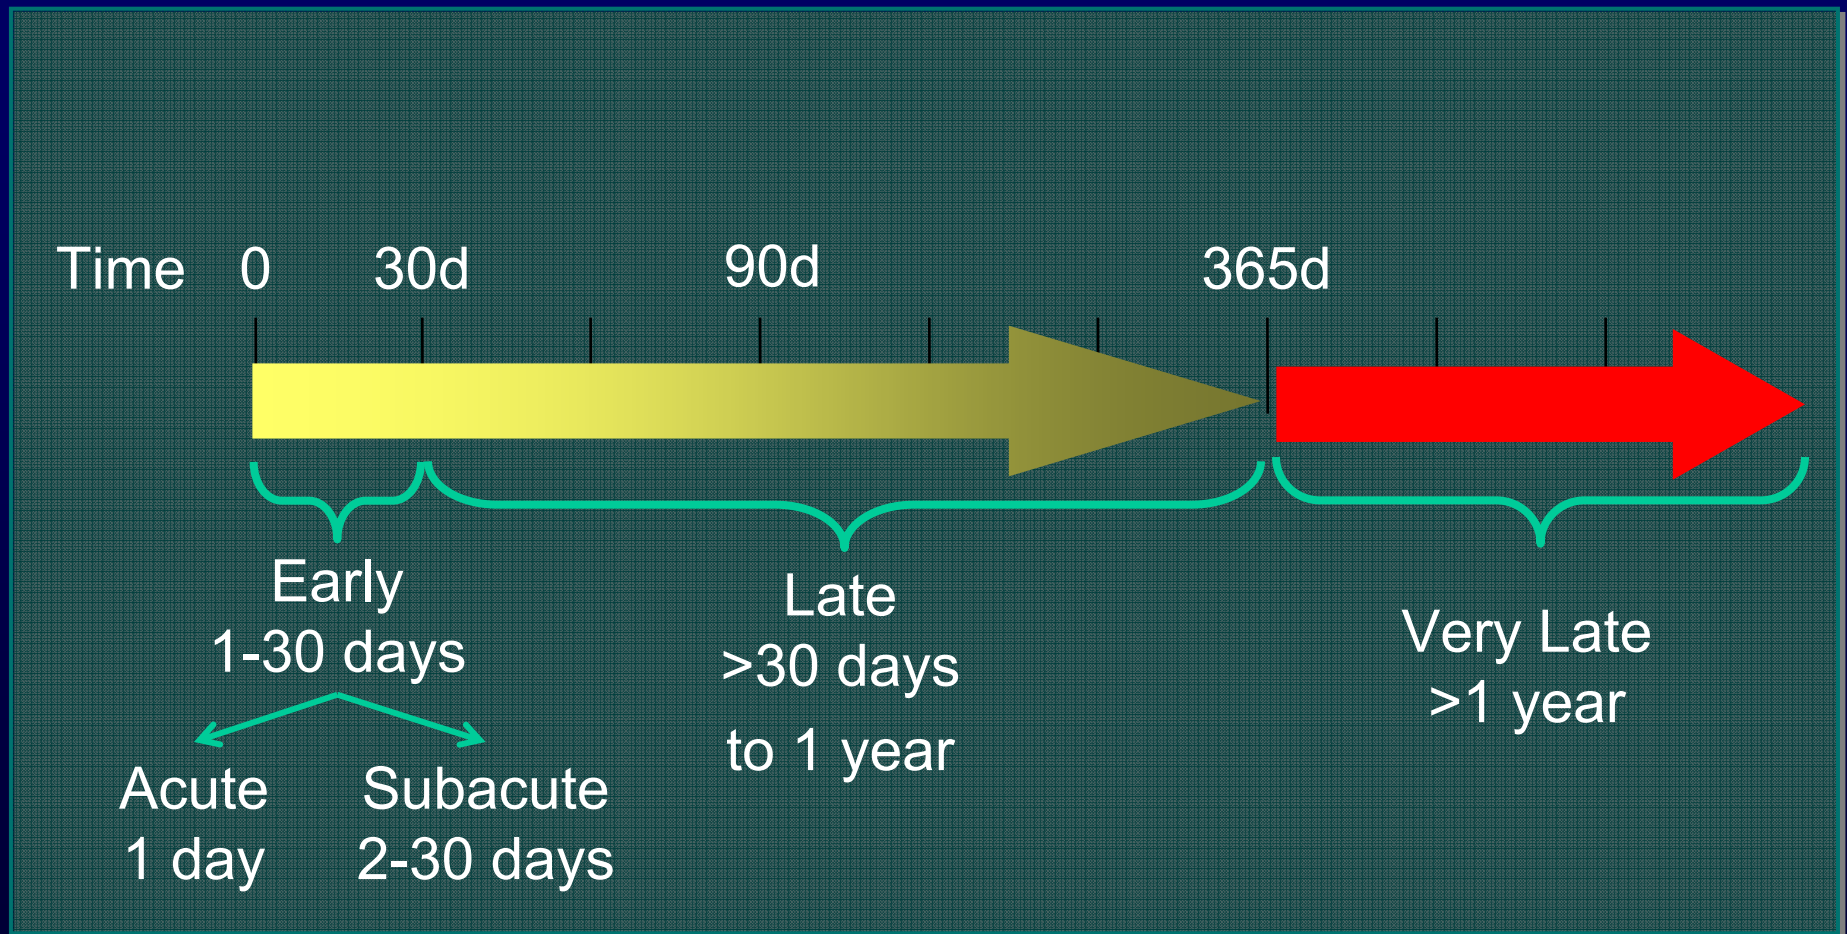 Time 0 30d 90d 365d
Early
1-30 days
Acute
1 day
Subacute
2-30 days
Late
>30 days
to 1 year
Very Late
>1 year